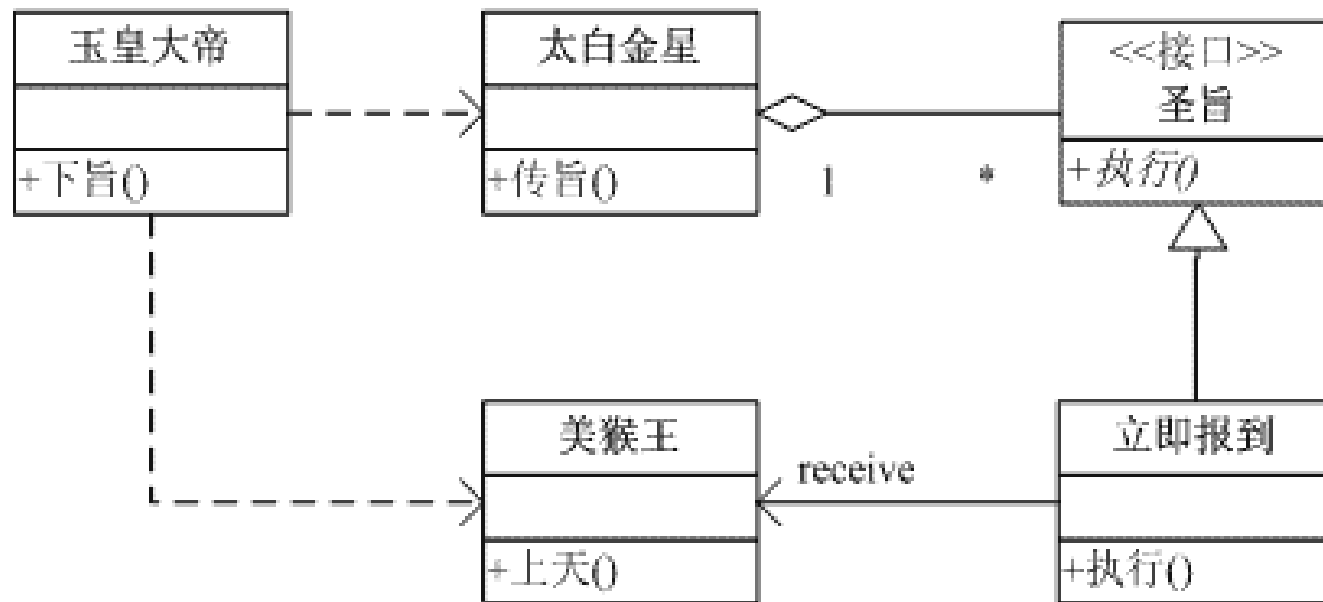 玉皇大帝
+下旨()
太白金星
+传旨()
1
*
<<接口>>
圣旨
+执行()
美猴王
+上天()
receive
立即报到
+执行()